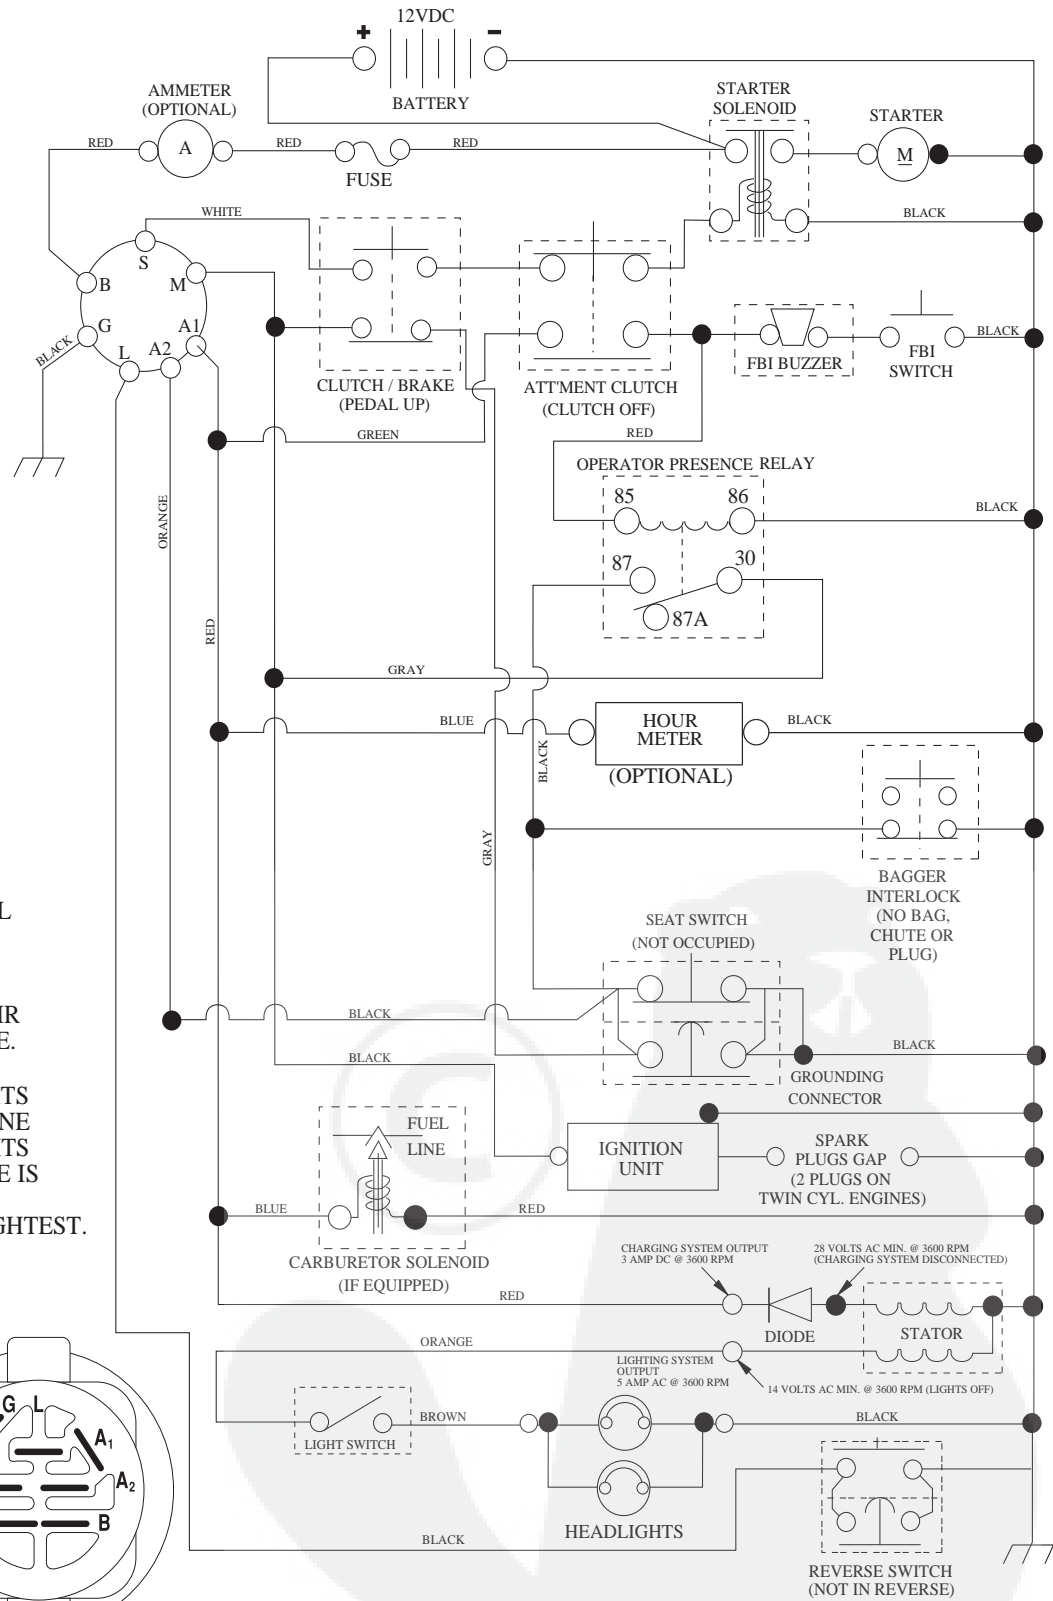 12VDC
+
-
BATTERY
AMMETER
(OPTIONAL)
A
RED
RED
FUSE
RED
STARTER
SOLENOID
STARTER
M
BLACK
WHITE
S
B
M
G
A1
L
A2
BLACK
CLUTCH / BRAKE
(PEDAL UP)
ATT'MENT CLUTCH
(CLUTCH OFF)
FBI BUZZER
FBI
SWITCH
BLACK
GREEN
RED
OPERATOR PRESENCE RELAY
85
86
BLACK
87
30
87A
ORANGE
RED
GRAY
BLUE
HOUR
METER
(OPTIONAL)
BLACK
BLACK
GRAY
BAGGER
INTERLOCK
(NO BAG,
CHUTE OR
PLUG)
SEAT SWITCH
(NOT OCCUPIED)
L
IR
E.
TS
NE
TS
E IS
GHTEST.
BLACK
BLACK
BLACK
GROUNDING
CONNECTOR
FUEL
LINE
IGNITION
UNIT
SPARK
PLUGS GAP
(2 PLUGS ON
TWIN CYL. ENGINES)
BLUE
RED
CARBURETOR SOLENOID
(IF EQUIPPED)
CHARGING SYSTEM OUTPUT
3 AMP DC @ 3600 RPM
28 VOLTS AC MIN. @ 3600 RPM
(CHARGING SYSTEM DISCONNECTED)
RED
DIODE
STATOR
ORANGE
LIGHTING SYSTEM
OUTPUT
5 AMP AC @ 3600 RPM
14 VOLTS AC MIN. @ 3600 RPM (LIGHTS OFF)
BROWN
LIGHT SWITCH
BLACK
HEADLIGHTS
BLACK
REVERSE SWITCH
(NOT IN REVERSE)
G L
A1
A2
B
©